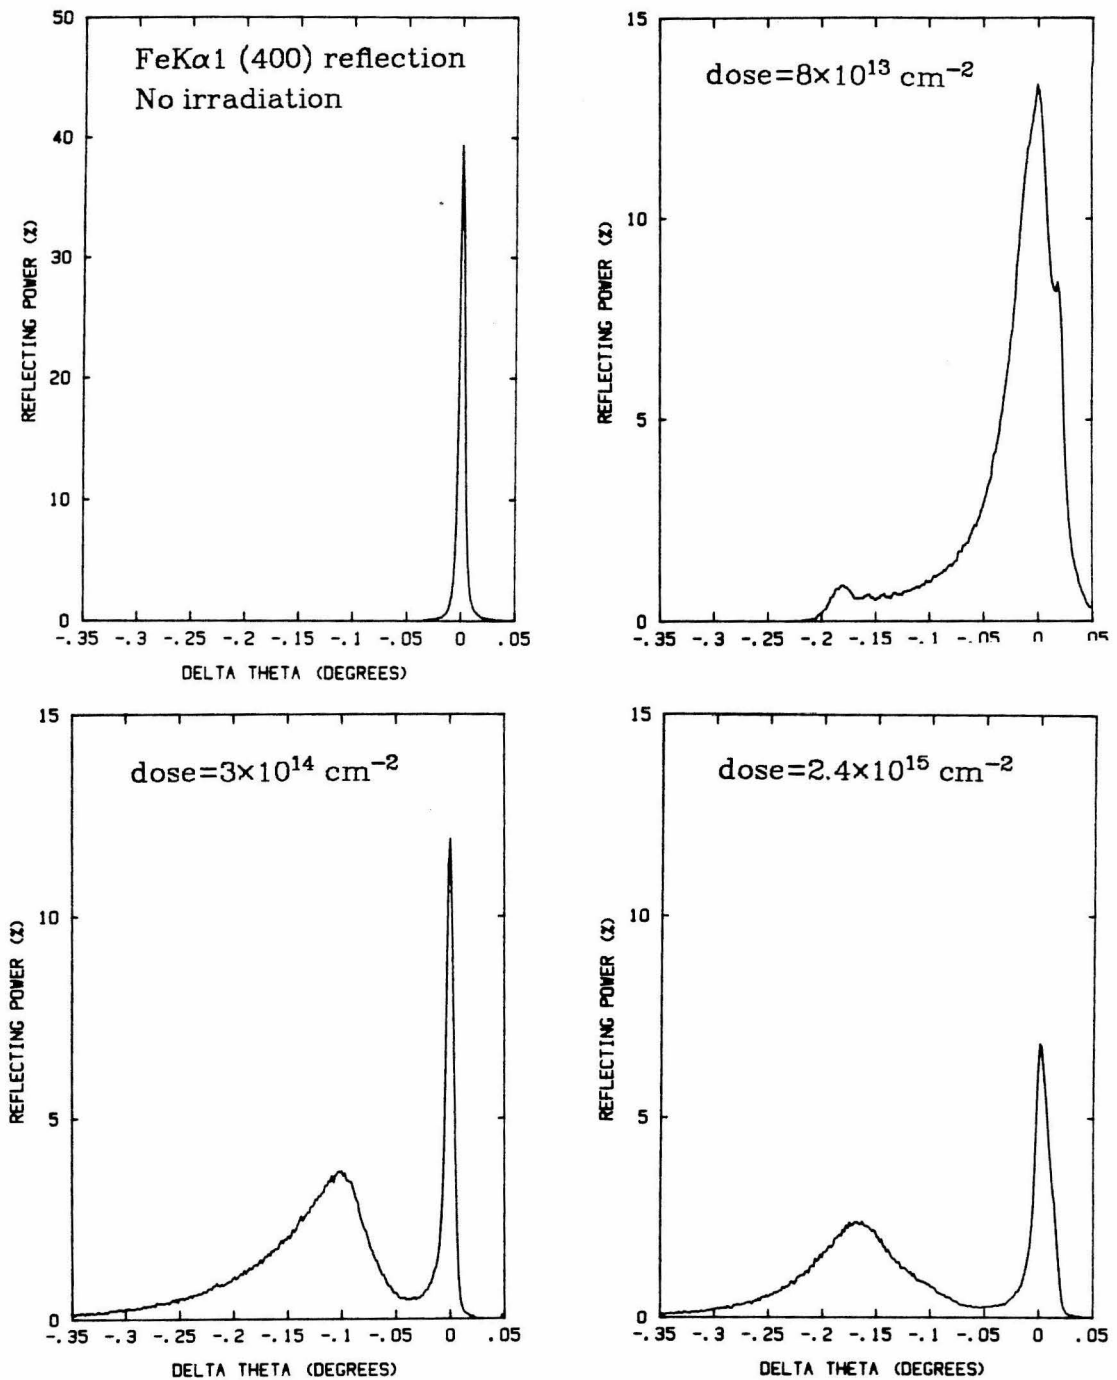 50
40
30
20
10
0
REFLECTING POWER (%)
FeKα1 (400) reflection
No irradiation
-.35 -.3 -.25 -.2 -.15 -.1 -.05 0 .05
DELTA THETA (DEGREES)
15
10
5
0
REFLECTING POWER (%)
dose=8×10¹³ cm⁻²
-.35 -.3 -.25 -.2 -.15 -.1 -.05 0 .05
15
10
5
0
REFLECTING POWER (%)
dose=3×10¹⁴ cm⁻²
-.35 -.3 -.25 -.2 -.15 -.1 -.05 0 .05
DELTA THETA (DEGREES)
15
10
5
0
REFLECTING POWER (%)
dose=2.4×10¹⁵ cm⁻²
-.35 -.3 -.25 -.2 -.15 -.1 -.05 0 .05
DELTA THETA (DEGREES)